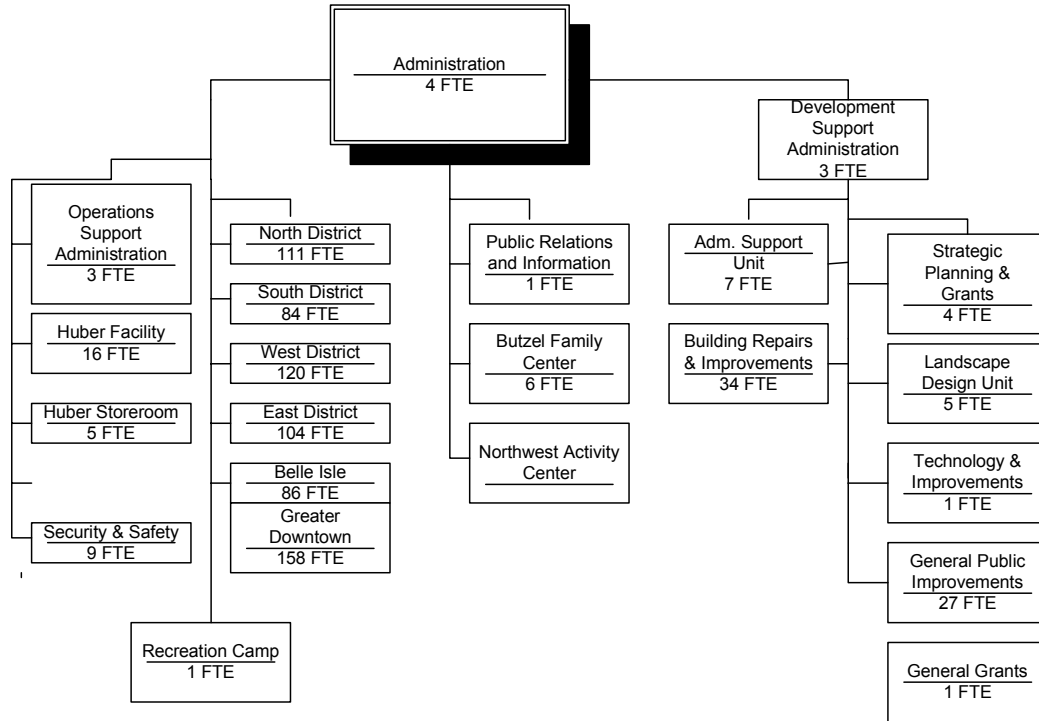 Administration
4 FTE
Development
Support
Administration
3 FTE
Operations
Support
Administration
3 FTE
Huber Facility
16 FTE
Huber Storeroom
5 FTE
Security & Safety
9 FTE
North District
111 FTE
South District
84 FTE
West District
120 FTE
East District
104 FTE
Belle Isle
86 FTE
Greater
Downtown
158 FTE
Recreation Camp
1 FTE
Public Relations
and Information
1 FTE
Butzel Family
Center
6 FTE
Northwest Activity
Center
Adm. Support
Unit
7 FTE
Building Repairs
& Improvements
34 FTE
Strategic
Planning &
Grants
4 FTE
Landscape
Design Unit
5 FTE
Technology &
Improvements
1 FTE
General Public
Improvements
27 FTE
General Grants
1 FTE